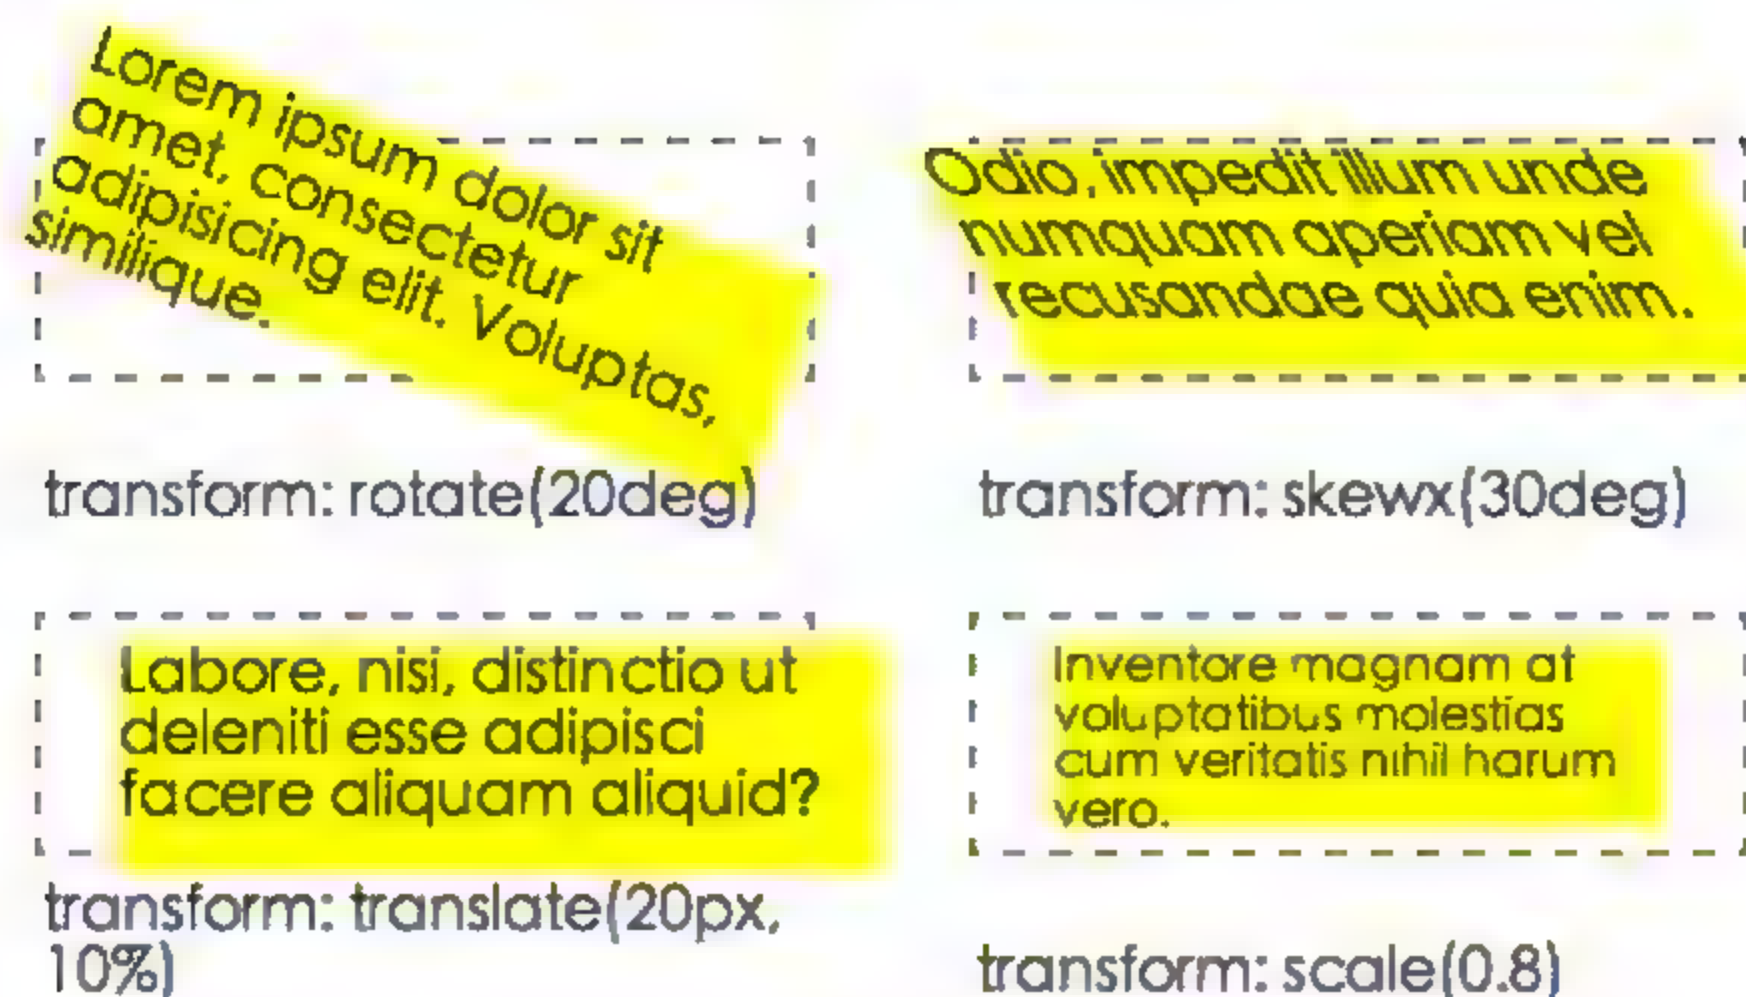 Lorem ipsum dolor sit
amet, consectetur
adipisicing elit. Voluptas,
similique.
transform: rotate(20deg)
Odio, impedit illum unde
numquam aperiam vel
recusandae quia enim.
transform: skewx(30deg)
Labore, nisi, distinctio ut
deleniti esse adipisci
facere aliquam aliquid?
transform: translate(20px,
10%)
Inventore magnam at
voluptatibus molestias
cum veritatis nihil harum
vero.
transform: scale(0.8)